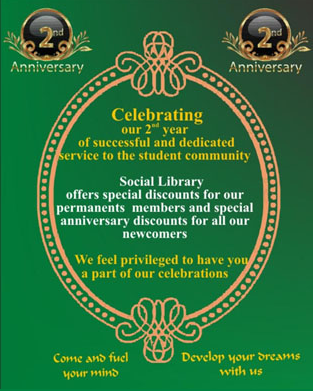 2nd 2nd
Anniversary Anniversary
Celebrating
our 2nd year
of successful and dedicated
service to the student community
Social Library
offers special discounts for our
permanents members and special
anniversary discounts for all our
newcomers
We feel privileged to have you
a part of our celebrations
Come and fuel
your mind
Develop your dreams
with us